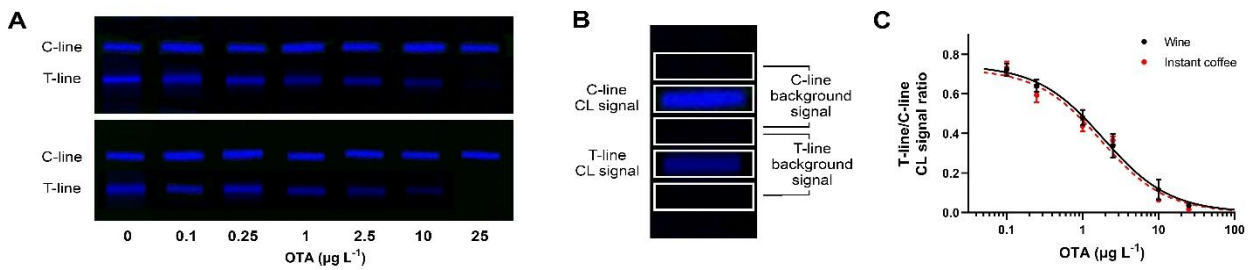 A
C-line
T-line
C-line
T-line
0 0.1 0.25 1 2.5 10 25
OTA (µg L⁻¹)
B
C-line
CL signal
T-line
CL signal
C-line
background
signal
T-line
background
signal
C
Wine
Instant coffee
T-line/C-line
CL signal ratio
0.8
0.6
0.4
0.2
0.0
0.1 1 10 100
OTA (µg L⁻¹)